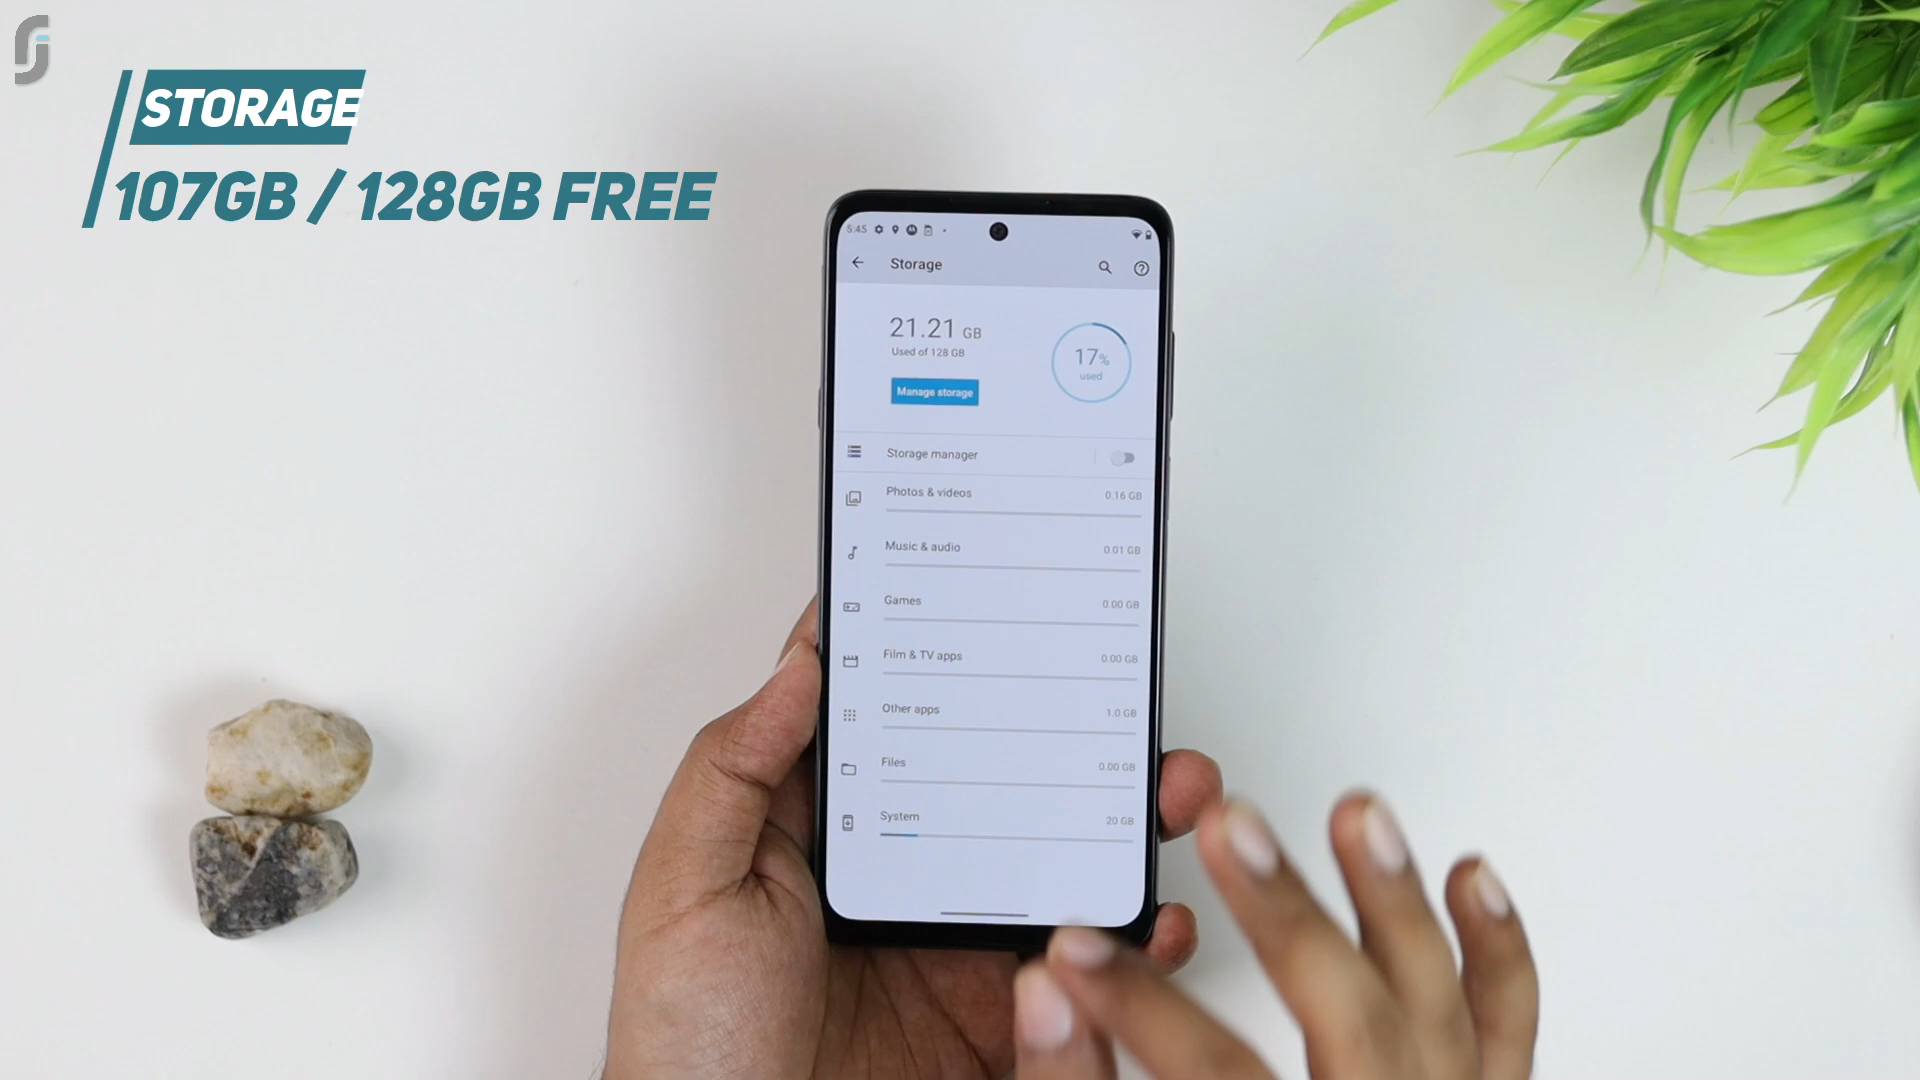 STORAGE
107GB / 128GB FREE
5:45
Storage
21.21 GB
Used of 128 GB
17%
used
Manage storage
Storage manager
Photos & videos 0.16 GB
Music & audio 0.01 GB
Games 0.00 GB
Film & TV apps 0.00 GB
Other apps 1.0 GB
Files 0.00 GB
System 20 GB